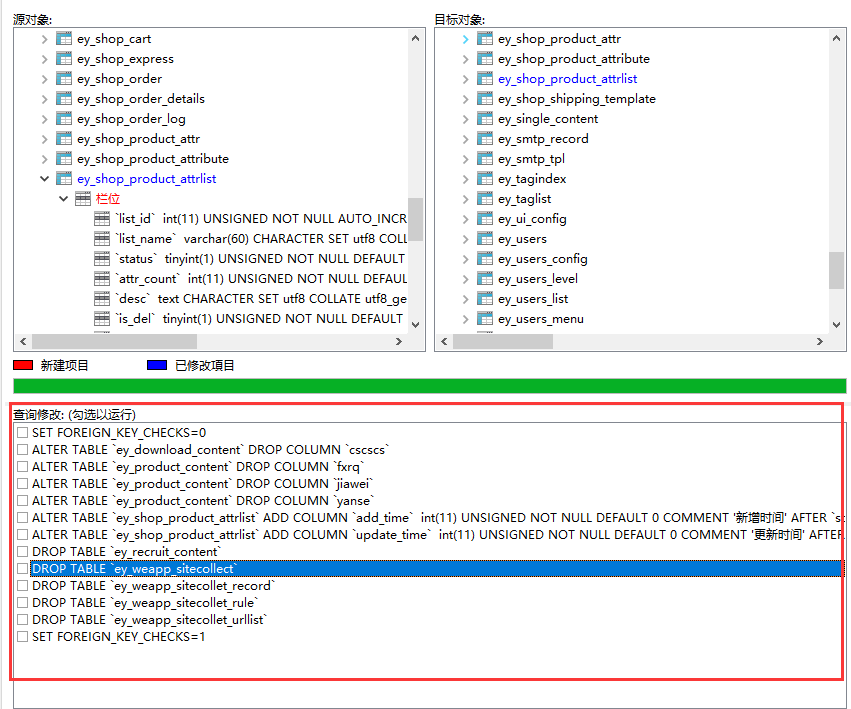 源对象:
ey_shop_cart
ey_shop_express
ey_shop_order
ey_shop_order_details
ey_shop_order_log
ey_shop_product_attr
ey_shop_product_attribute
ey_shop_product_attrlist
栏位
`list_id` int(11) UNSIGNED NOT NULL AUTO_INCR
`list_name` varchar(60) CHARACTER SET utf8 COLL
`status` tinyint(1) UNSIGNED NOT NULL DEFAULT
`attr_count` int(11) UNSIGNED NOT NULL DEFAUL
`desc` text CHARACTER SET utf8 COLLATE utf8_ge
`is_del` tinyint(1) UNSIGNED NOT NULL DEFAULT
目标对象:
ey_shop_product_attr
ey_shop_product_attribute
ey_shop_product_attrlist
ey_shop_shipping_template
ey_single_content
ey_smtp_record
ey_smtp_tpl
ey_tagindex
ey_taglist
ey_ui_config
ey_users
ey_users_config
ey_users_level
ey_users_list
ey_users_menu
新建项目 已修改項目
查询修改: (勾选以运行)
SET FOREIGN_KEY_CHECKS=0
ALTER TABLE `ey_download_content` DROP COLUMN `cscscs`
ALTER TABLE `ey_product_content` DROP COLUMN `fxrq`
ALTER TABLE `ey_product_content` DROP COLUMN `jiawei`
ALTER TABLE `ey_product_content` DROP COLUMN `yanse`
ALTER TABLE `ey_shop_product_attrlist` ADD COLUMN `add_time` int(11) UNSIGNED NOT NULL DEFAULT 0 COMMENT '新增时间' AFTER `so
ALTER TABLE `ey_shop_product_attrlist` ADD COLUMN `update_time` int(11) UNSIGNED NOT NULL DEFAULT 0 COMMENT '更新时间' AFTER
DROP TABLE `ey_recruit_content`
DROP TABLE `ey_weapp_sitecollect`
DROP TABLE `ey_weapp_sitecollet_record`
DROP TABLE `ey_weapp_sitecollet_rule`
DROP TABLE `ey_weapp_sitecollet_urllist`
SET FOREIGN_KEY_CHECKS=1